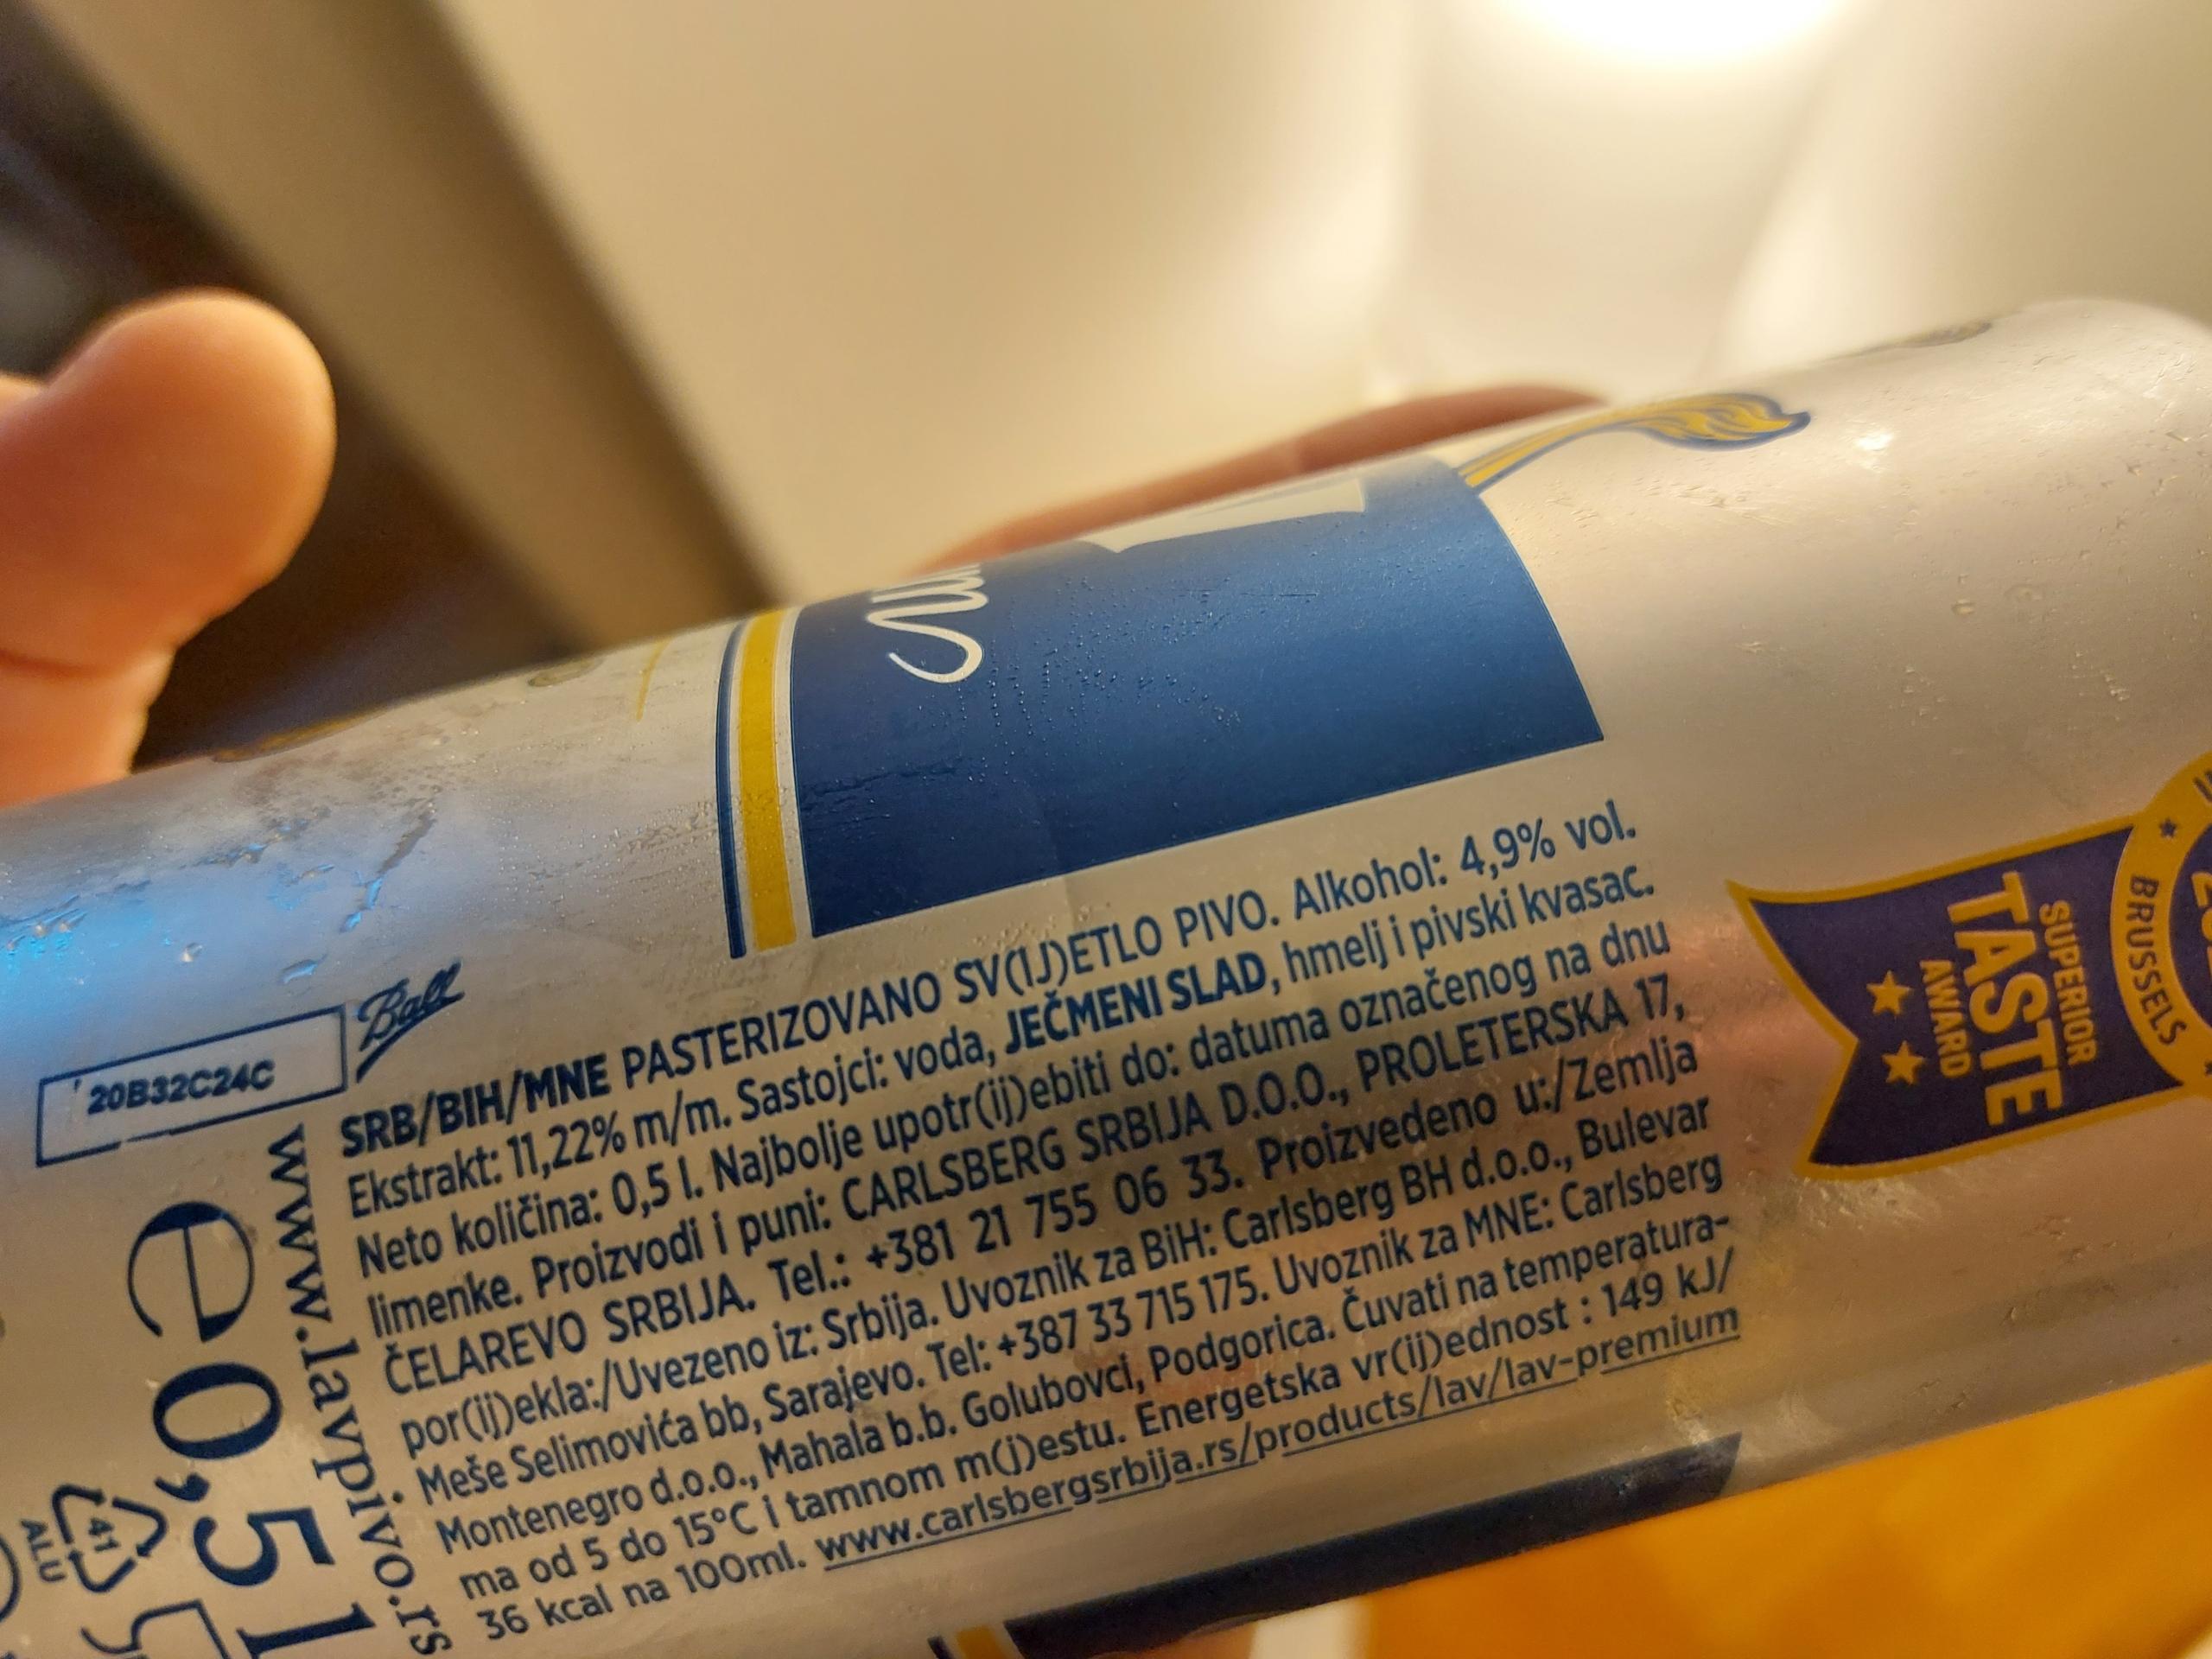 20B32C24C
Ball
SRB/BIH/MNE PASTERIZOVANO SV(IJ)ETLO PIVO. Alkohol: 4,9% vol.
Ekstrakt: 11,22% m/m. Sastojci: voda, JEČMENI SLAD, hmelj i pivski kvasac.
Neto količina: 0,5 l. Najbolje upotr(ij)ebiti do: datuma označenog na dnu
limenke. Proizvodi i puni: CARLSBERG SRBIJA D.O.O., PROLETERSKA 17,
ČELAREVO SRBIJA. Tel.: +381 21 755 06 33. Proizvedeno u:/Zemlja
por(ij)ekla:/Uvezeno iz: Srbija. Uvoznik za BiH: Carlsberg BH d.o.o., Bulevar
Meše Selimovića bb, Sarajevo. Tel: +387 33 715 175. Uvoznik za MNE: Carlsberg
Montenegro d.o.o., Mahala b.b. Golubovci, Podgorica. Čuvati na temperatura-
ma od 5 do 15°C i tamnom m(j)estu. Energetska vr(ij)ednost : 149 kJ/
36 kcal na 100ml. www.carlsbergsrbija.rs/products/lav/lav-premium
www.lavpivo.rs
e0,5l
41
ALU
BRUSSELS
SUPERIOR
TASTE
AWARD